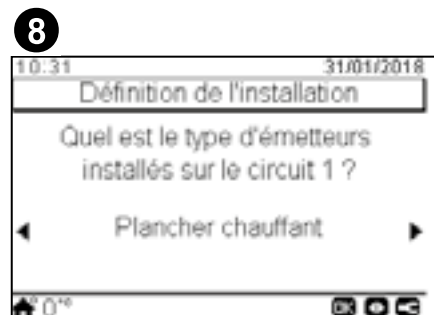 8
10:31 31/01/2018
Définition de l'installation
Quel est le type d'émetteurs
installés sur le circuit 1 ?
Plancher chauffant
OK